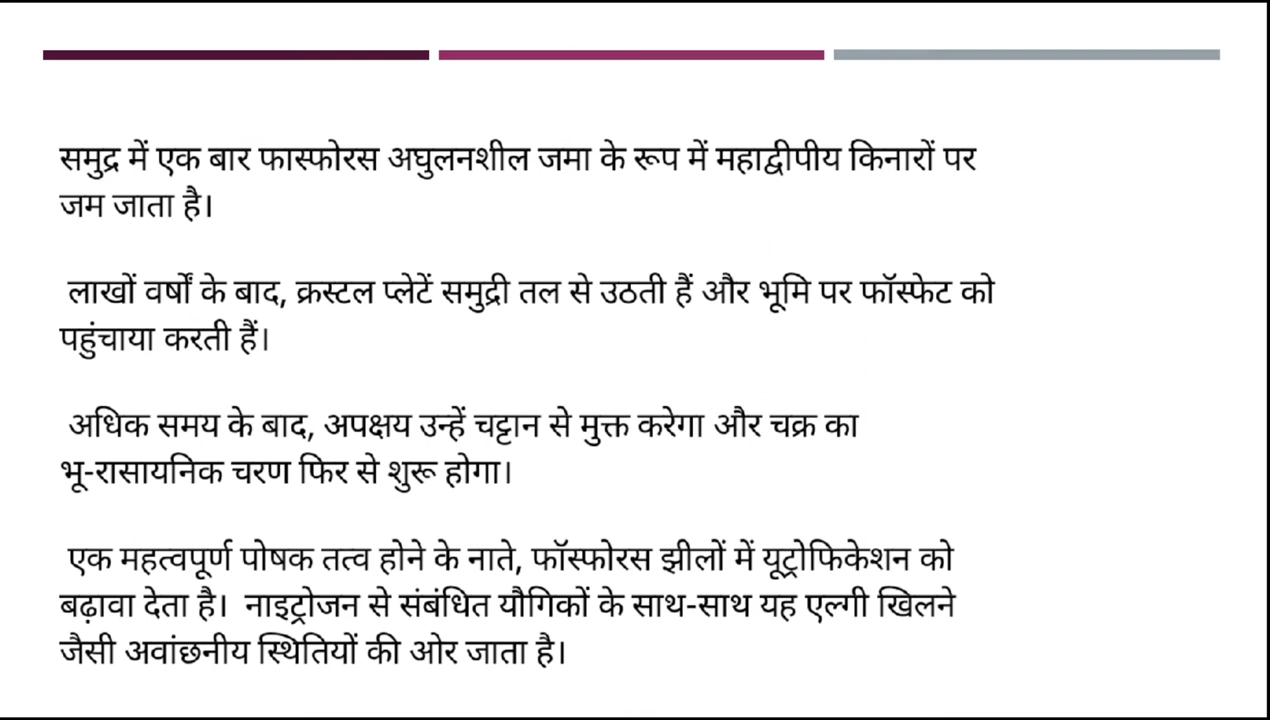 समुद्र में एक बार फास्फोरस अघुलनशील जमा के रूप में महाद्वीपीय किनारों पर
जम जाता है।
लाखों वर्षों के बाद, क्रस्टल प्लेटें समुद्री तल से उठती हैं और भूमि पर फॉस्फेट को
पहुंचाया करती हैं।
अधिक समय के बाद, अपक्षय उन्हें चट्टान से मुक्त करेगा और चक्र का
भू-रासायनिक चरण फिर से शुरू होगा।
एक महत्वपूर्ण पोषक तत्व होने के नाते, फॉस्फोरस झीलों में यूट्रोफिकेशन को
बढ़ावा देता है। नाइट्रोजन से संबंधित यौगिकों के साथ-साथ यह एल्गी खिलने
जैसी अवांछनीय स्थितियों की ओर जाता है।